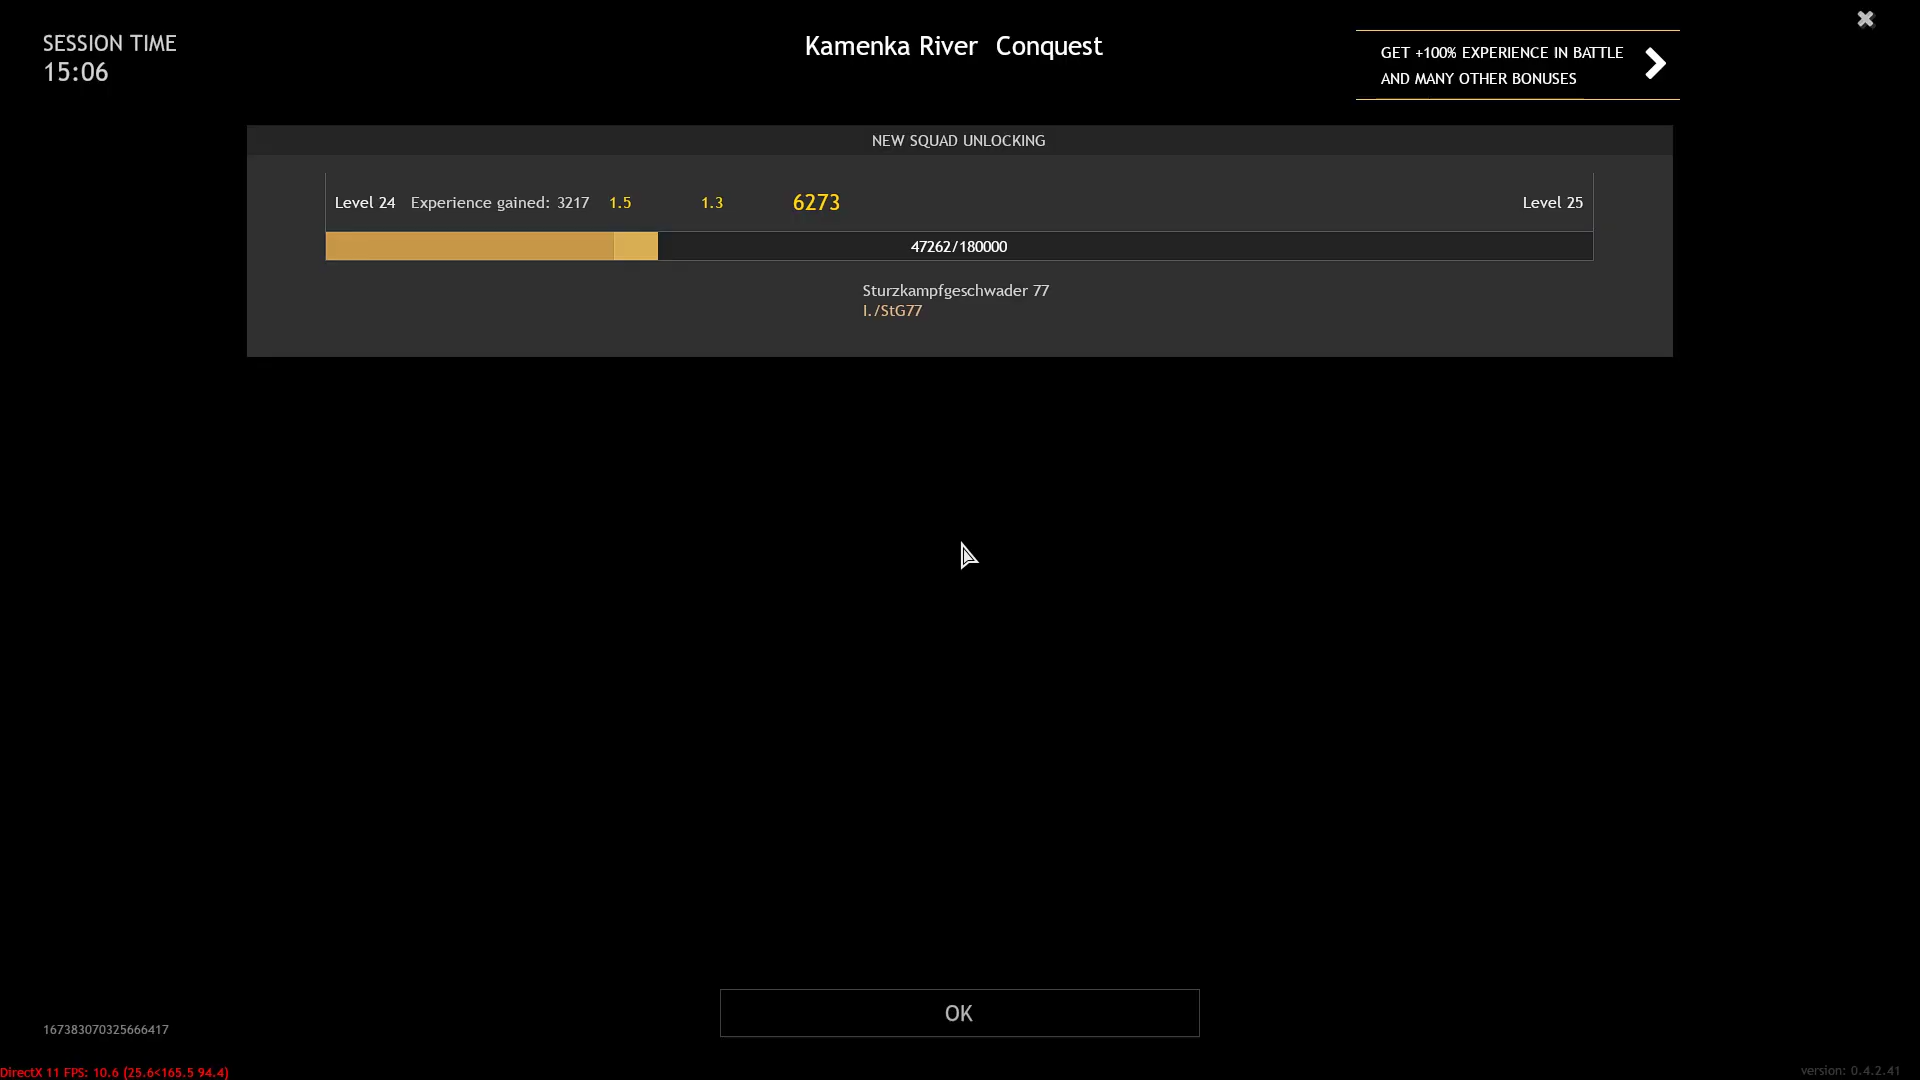 SESSION TIME
15:06
Kamenka River Conquest
GET +100% EXPERIENCE IN BATTLE
AND MANY OTHER BONUSES
NEW SQUAD UNLOCKING
Level 24 Experience gained: 3217 1.5 1.3 6273 Level 25
47262/180000
Sturzkampfgeschwader 77
I./StG77
OK
167383070325666417
DirectX 11 FPS: 10.6 (25.6<165.5 94.4)
version: 0.4.2.41